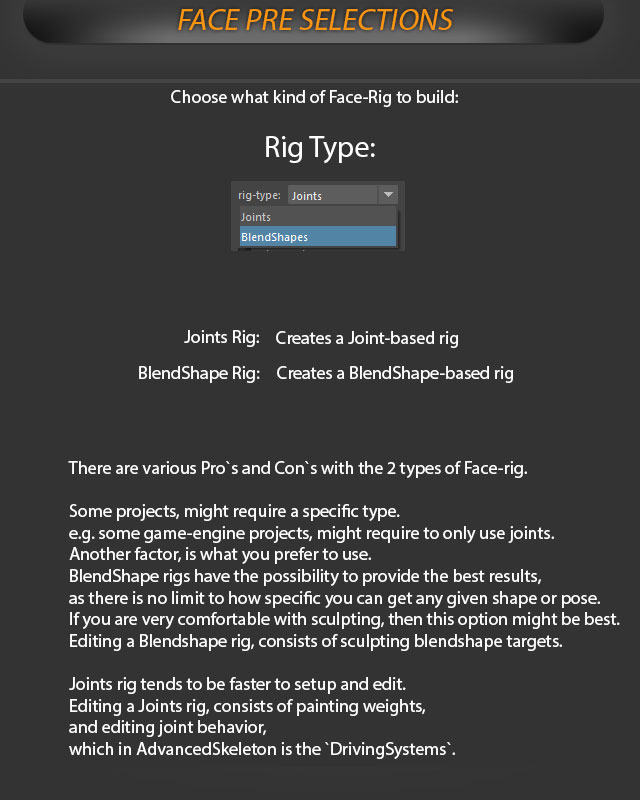 FACE PRE SELECTIONS
Choose what kind of Face-Rig to build:
Rig Type:
rig-type: Joints
Joints
BlendShapes
Joints Rig: Creates a Joint-based rig
BlendShape Rig: Creates a BlendShape-based rig
There are various Pro`s and Con`s with the 2 types of Face-rig.
Some projects, might require a specific type.
e.g. some game-engine projects, might require to only use joints.
Another factor, is what you prefer to use.
BlendShape rigs have the possibility to provide the best results,
as there is no limit to how specific you can get any given shape or pose.
If you are very comfortable with sculpting, then this option might be best.
Editing a Blendshape rig, consists of sculpting blendshape targets.
Joints rig tends to be faster to setup and edit.
Editing a Joints rig, consists of painting weights,
and editing joint behavior,
which in AdvancedSkeleton is the `DrivingSystems`.